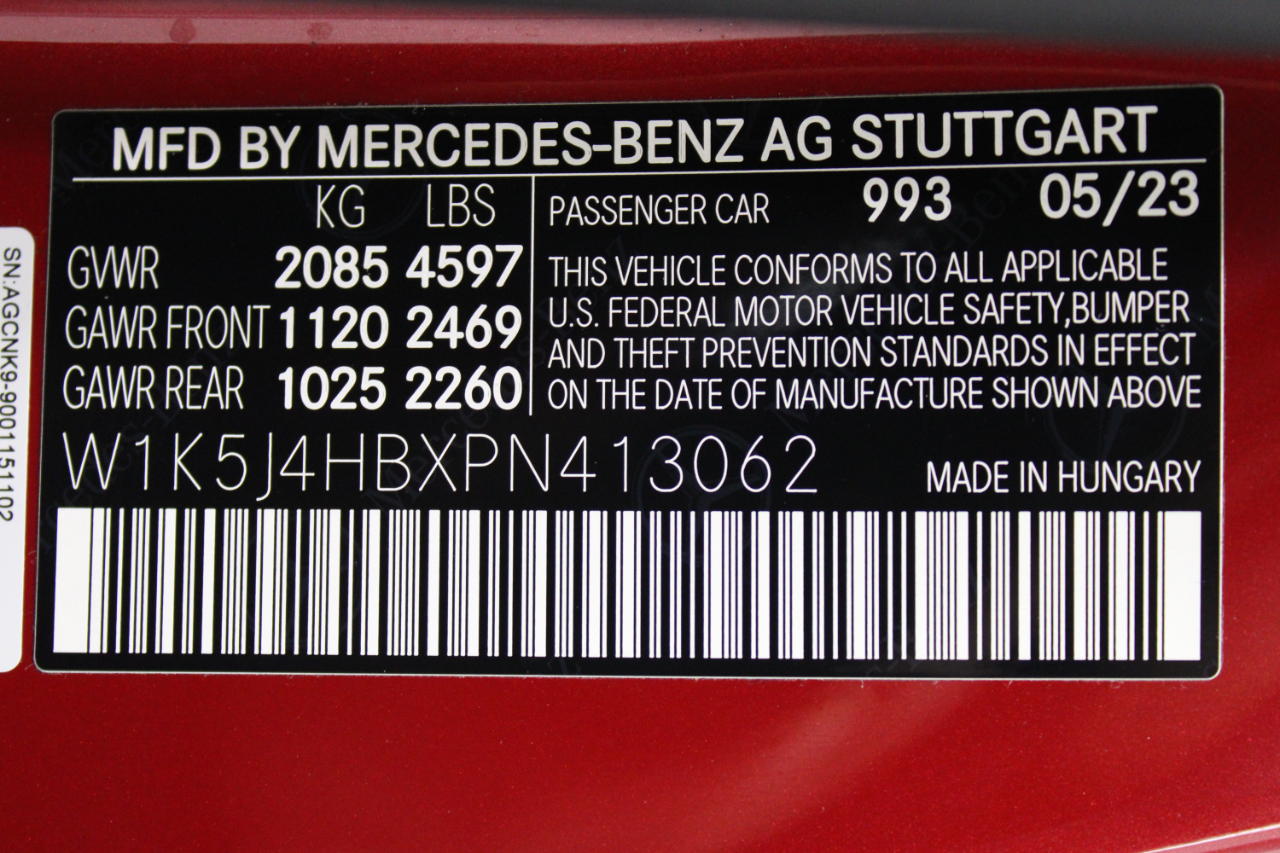 MFD BY MERCEDES-BENZ AG STUTTGART
KG LBS
GVWR 2085 4597
GAWR FRONT 1120 2469
GAWR REAR 1025 2260
PASSENGER CAR 993 05/23
THIS VEHICLE CONFORMS TO ALL APPLICABLE
U.S. FEDERAL MOTOR VEHICLE SAFETY,BUMPER
AND THEFT PREVENTION STANDARDS IN EFFECT
ON THE DATE OF MANUFACTURE SHOWN ABOVE
W1K5J4HBXPN413062
MADE IN HUNGARY
SN:AGCNK9-9001151102